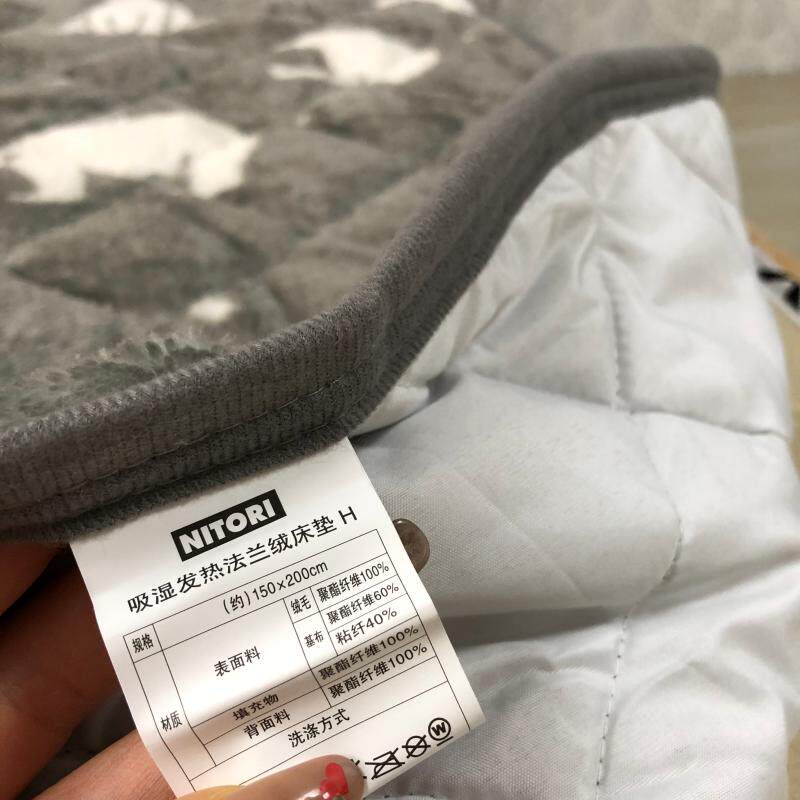 NITORI
吸湿发热法兰绒床垫 H
规格 (约)150×200cm
材质 表面料 绒毛 聚酯纤维100%
基布 聚酯纤维60%
粘纤40%
填充物 聚酯纤维100%
背面料 聚酯纤维100%
洗涤方式
W